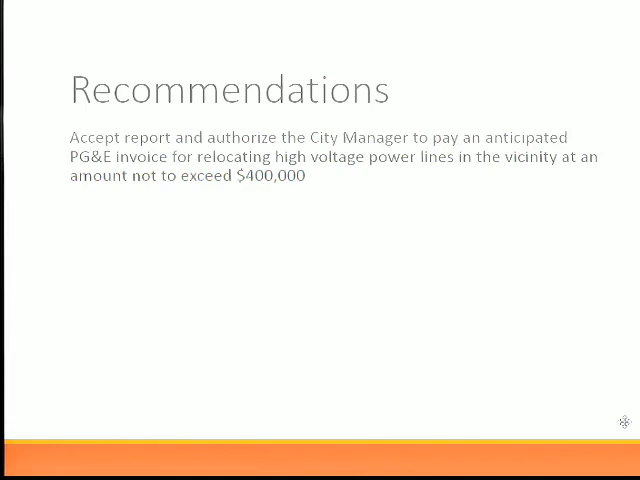 Recommendations
Accept report and authorize the City Manager to pay an anticipated
PG&E invoice for relocating high voltage power lines in the vicinity at an
amount not to exceed $400,000